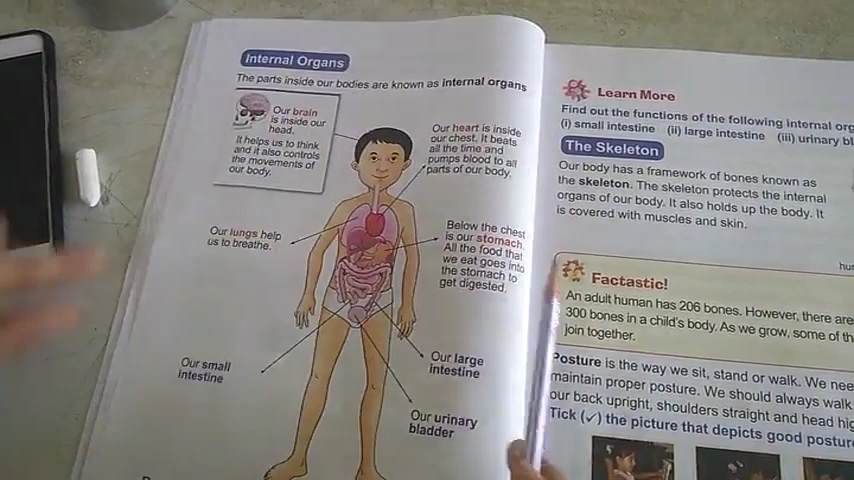 Internal Organs
The parts inside our bodies are known as internal organs
Our brain
is inside our
head.
It helps us to think
and it also controls
the movements of
our body.
Our heart is inside
our chest. It beats
all the time and
pumps blood to all
parts of our body.
Our lungs help
us to breathe.
Below the chest
is our stomach.
All the food that
we eat goes into
the stomach to
get digested.
Our small
intestine
Our large
intestine
Our urinary
bladder
Learn More
Find out the functions of the following internal org
(i) small intestine (ii) large intestine (iii) urinary bl
The Skeleton
Our body has a framework of bones known as
the skeleton. The skeleton protects the internal
organs of our body. It also holds up the body. It
is covered with muscles and skin.
hum
Factastic!
An adult human has 206 bones. However, there are
300 bones in a child's body. As we grow, some of the
join together.
Posture is the way we sit, stand or walk. We nee
maintain proper posture. We should always walk
our back upright, shoulders straight and head hig
Tick (✓) the picture that depicts good posture